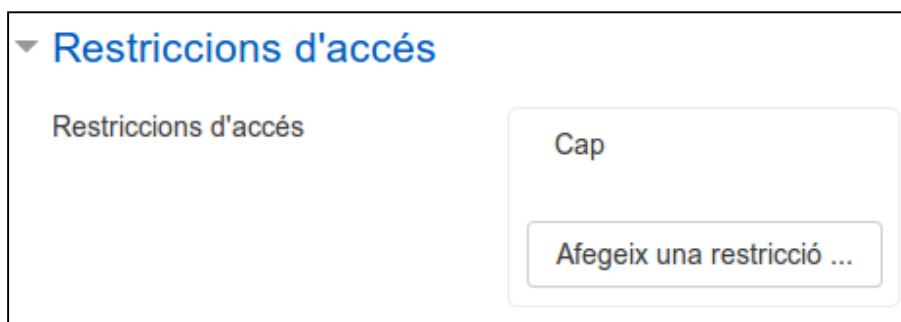 Restriccions d'accés
Restriccions d'accés
Cap
Afegeix una restricció ...